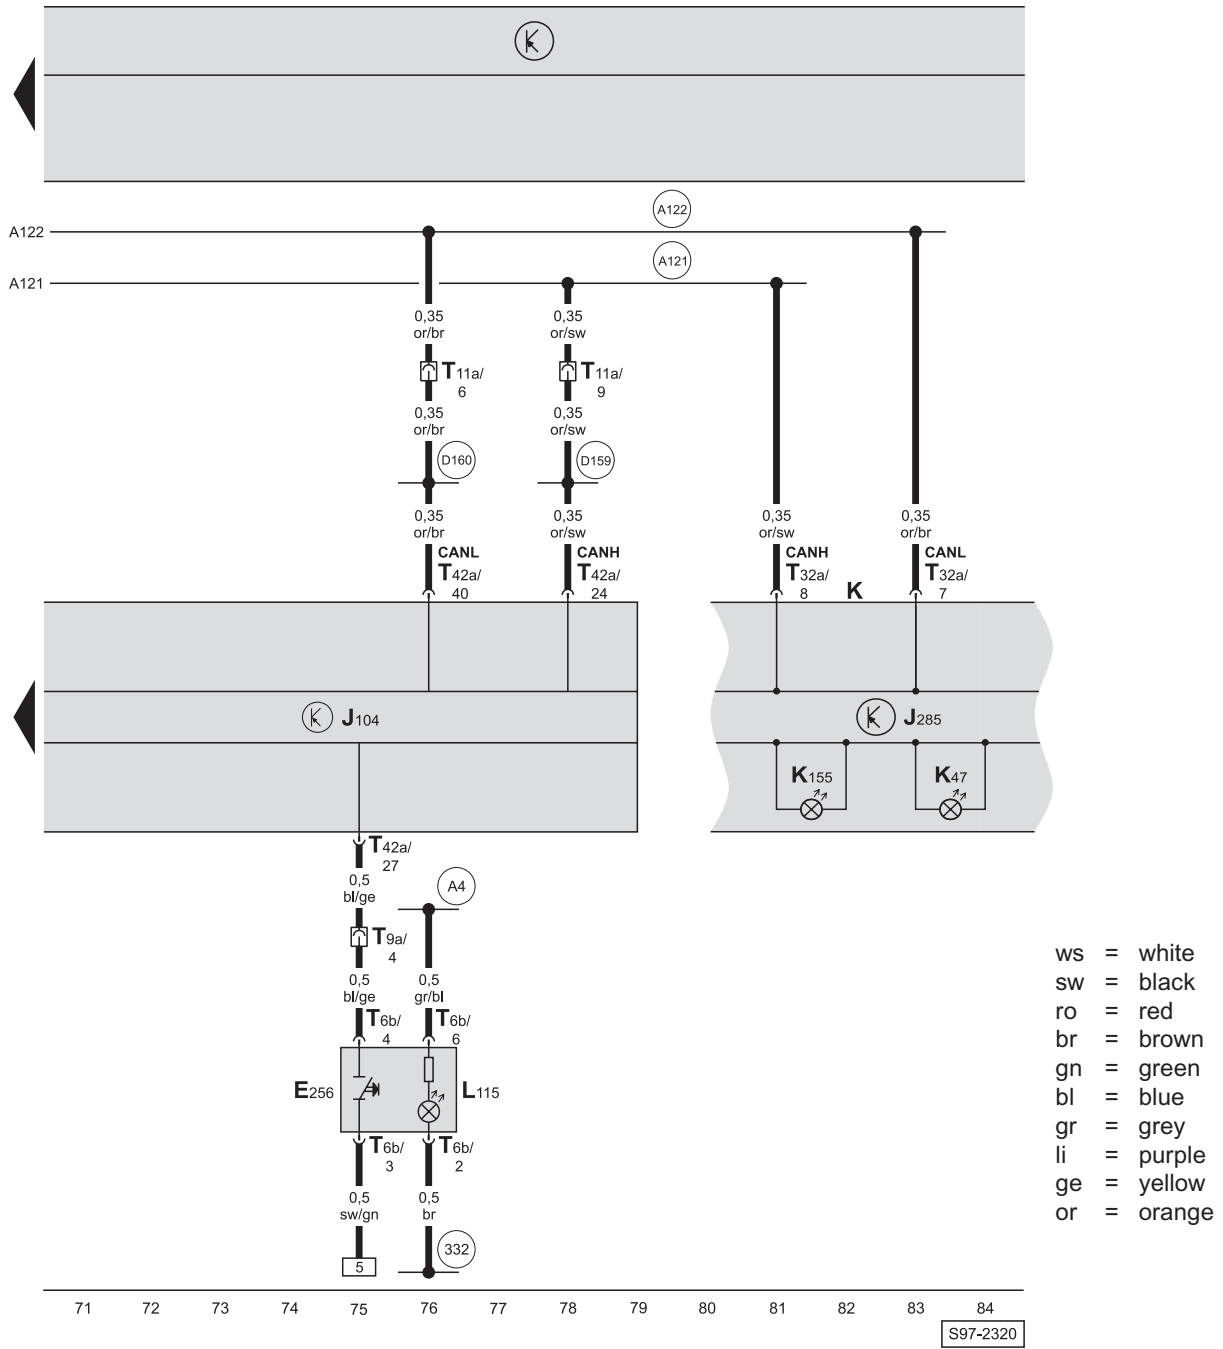 A122
A122
A121
A121
0,35
or/br
0,35
or/sw
T11a/
6
T11a/
9
0,35
or/br
0,35
or/sw
D160
D159
0,35
or/br
0,35
or/sw
0,35
or/sw
0,35
or/br
CANL
T42a/
40
CANH
T42a/
24
CANH
T32a/
8
K
CANL
T32a/
7
J104
J285
K155
K47
T42a/
27
0,5
bl/ge
A4
T9a/
4
0,5
bl/ge
0,5
gr/bl
T6b/
4
T6b/
6
E256
L115
T6b/
3
T6b/
2
0,5
sw/gn
0,5
br
5
332
ws = white
sw = black
ro = red
br = brown
gn = green
bl = blue
gr = grey
li = purple
ge = yellow
or = orange
71 72 73 74 75 76 77 78 79 80 81 82 83 84
S97-2320